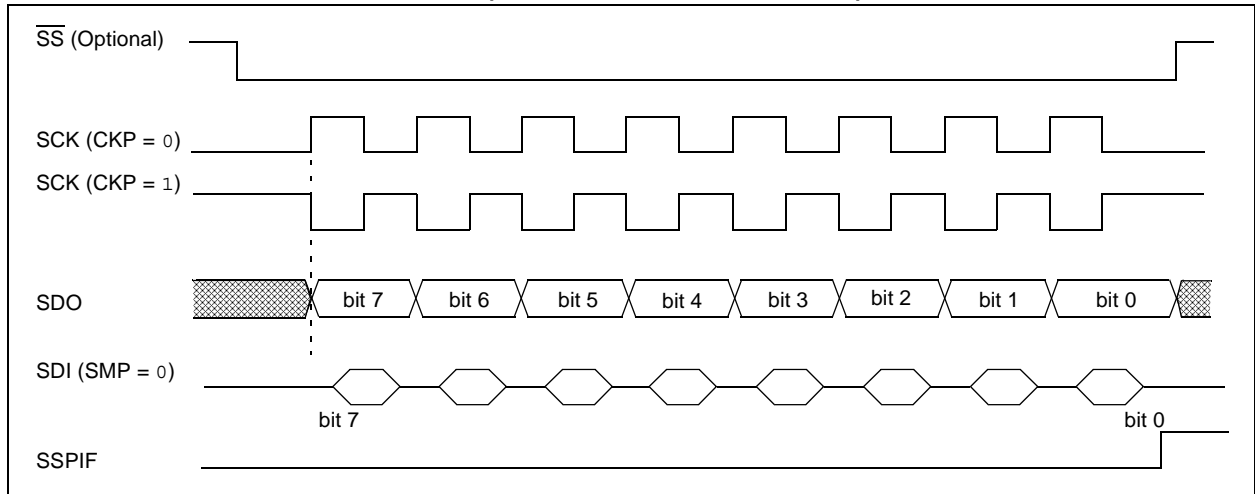 SS (Optional)
SCK (CKP = 0)
SCK (CKP = 1)
SDO
bit 7 bit 6 bit 5 bit 4 bit 3 bit 2 bit 1 bit 0
SDI (SMP = 0)
bit 7 bit 0
SSPIF